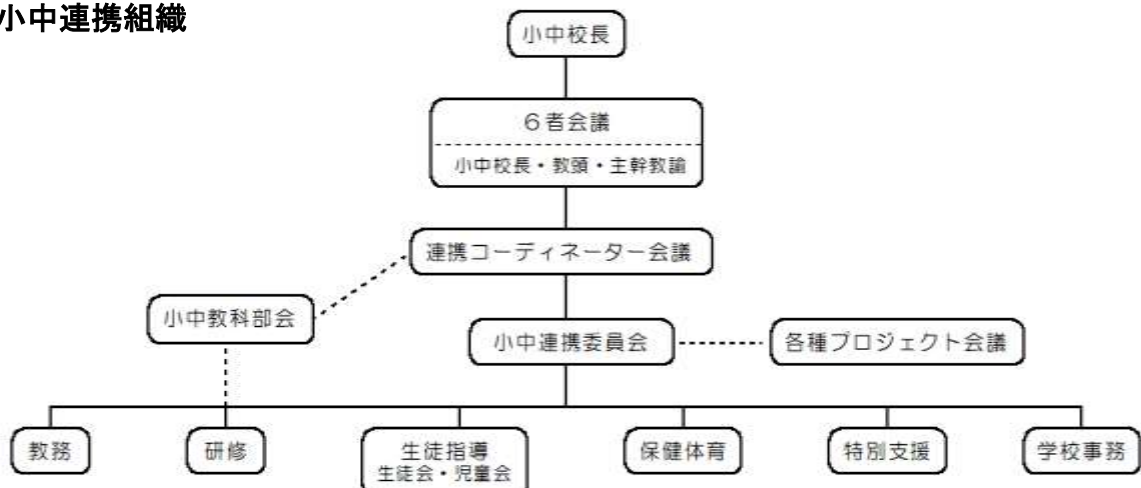 小中連携組織
小中校長
６者会議
小中校長・教頭・主幹教諭
連携コーディネーター会議
小中教科部会
小中連携委員会
各種プロジェクト会議
教務
研修
生徒指導
生徒会・児童会
保健体育
特別支援
学校事務